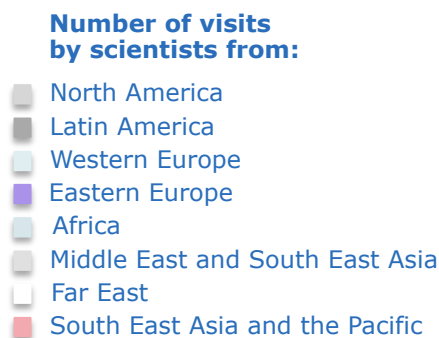 Number of visits
by scientists from:
North America
Latin America
Western Europe
Eastern Europe
Africa
Middle East and South East Asia
Far East
South East Asia and the Pacific